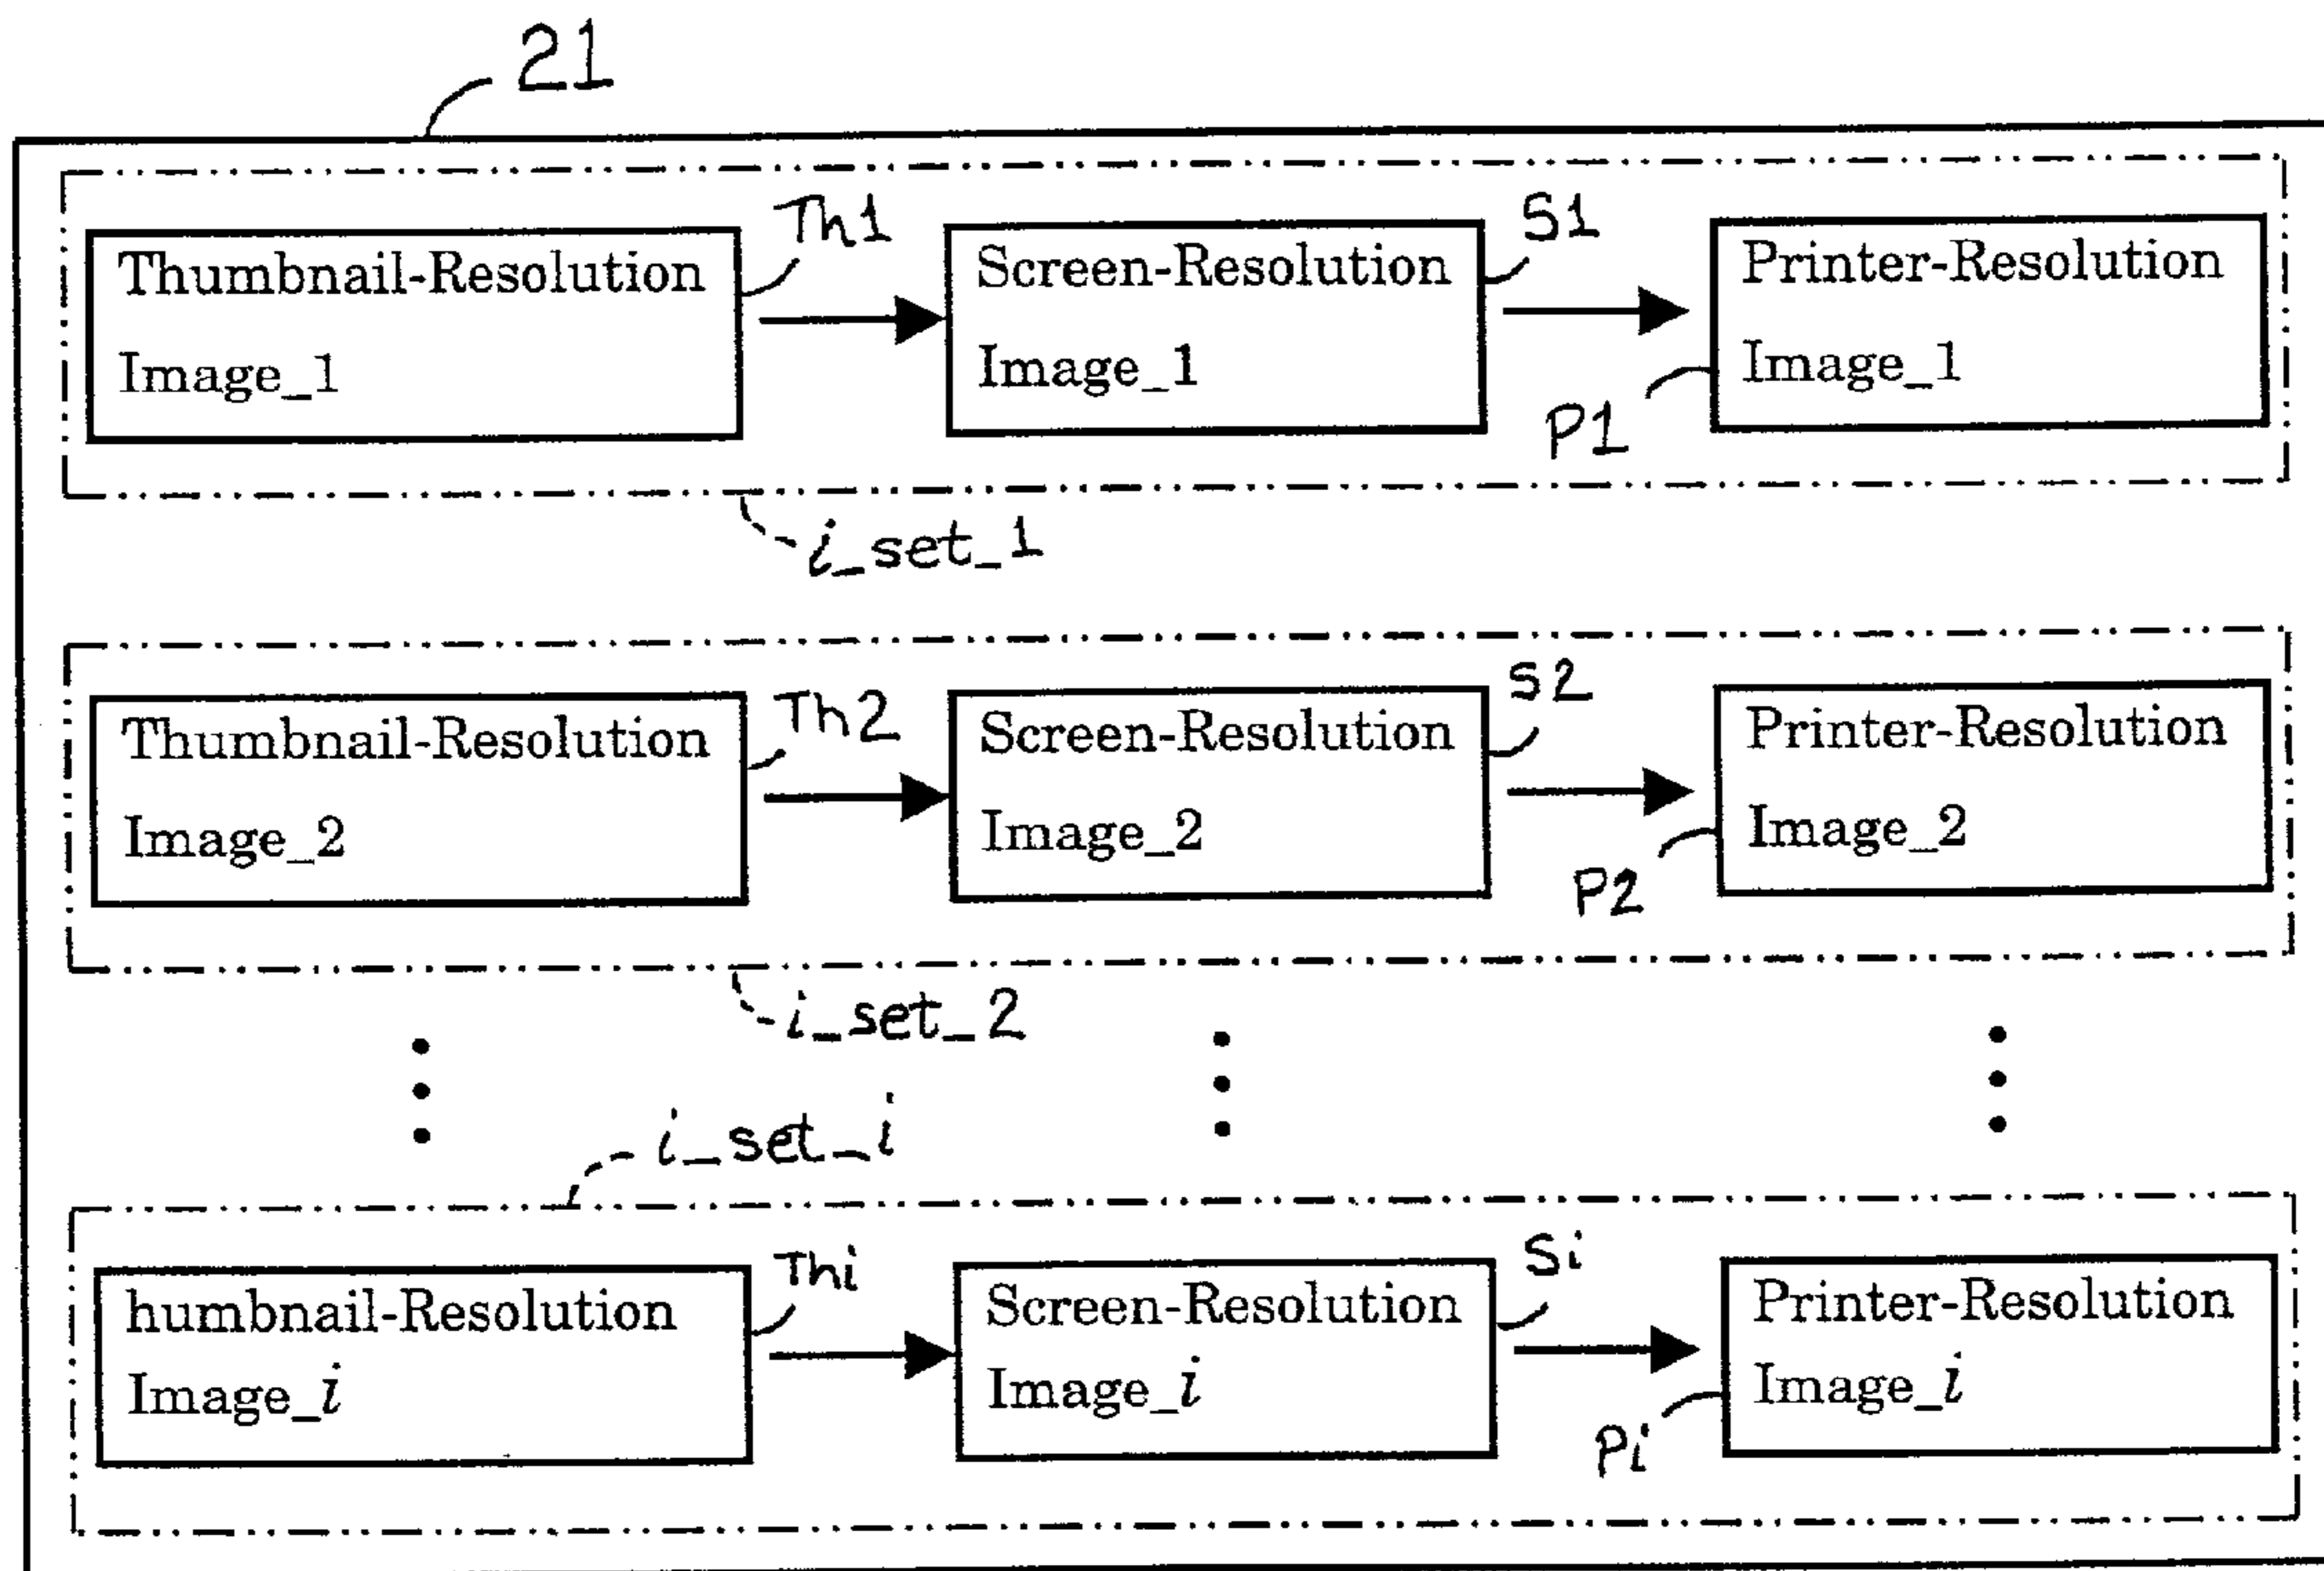 21
Th1
S1
Thumbnail-Resolution
Image_1
Screen-Resolution
Image_1
Printer-Resolution
Image_1
P1
i_set_1
Th2
S2
Thumbnail-Resolution
Image_2
Screen-Resolution
Image_2
Printer-Resolution
Image_2
P2
i_set_2
i_set_i
Thi
Si
humbnail-Resolution
Image_i
Screen-Resolution
Image_i
Printer-Resolution
Image_i
Pi